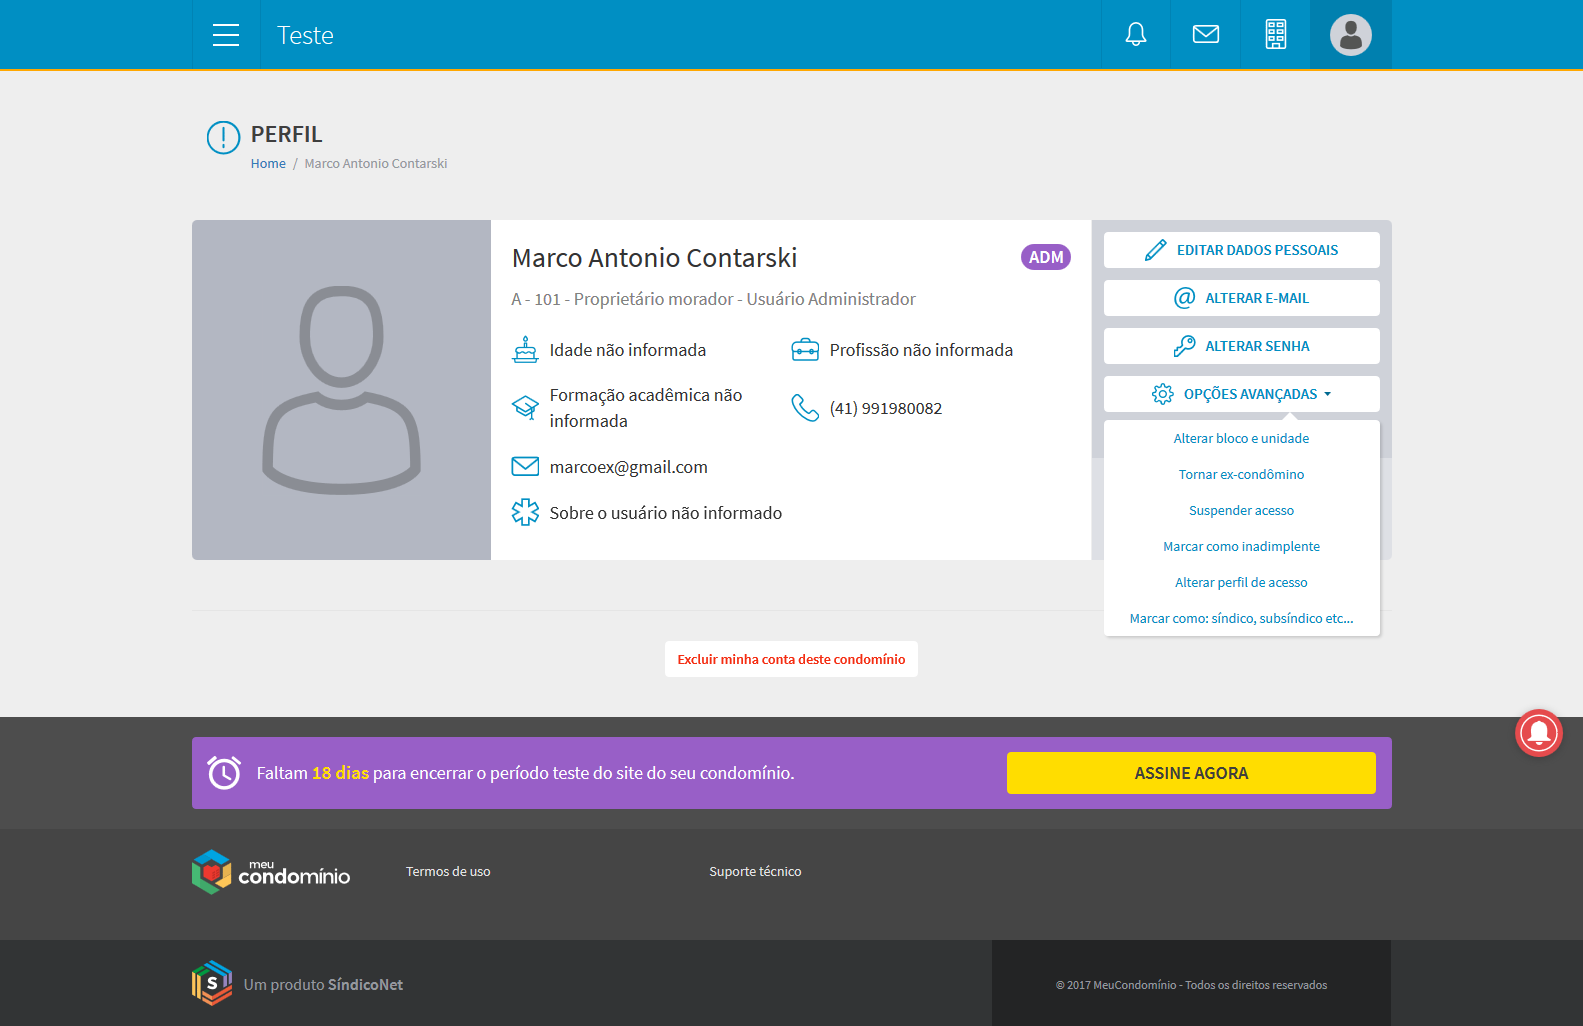 Teste
PERFIL
Home / Marco Antonio Contarski
Marco Antonio Contarski
ADM
A - 101 - Proprietário morador - Usuário Administrador
Idade não informada
Profissão não informada
Formação acadêmica não
informada
(41) 991980082
marcoex@gmail.com
Sobre o usuário não informado
EDITAR DADOS PESSOAIS
@ ALTERAR E-MAIL
ALTERAR SENHA
OPÇÕES AVANÇADAS
Alterar bloco e unidade
Tornar ex-condômino
Suspender acesso
Marcar como inadimplente
Alterar perfil de acesso
Marcar como: síndico, subsíndico etc...
Excluir minha conta deste condomínio
Faltam 18 dias para encerrar o período teste do site do seu condomínio.
ASSINE AGORA
meu
condomínio
Termos de uso
Suporte técnico
S
Um produto SíndicoNet
© 2017 MeuCondomínio - Todos os direitos reservados